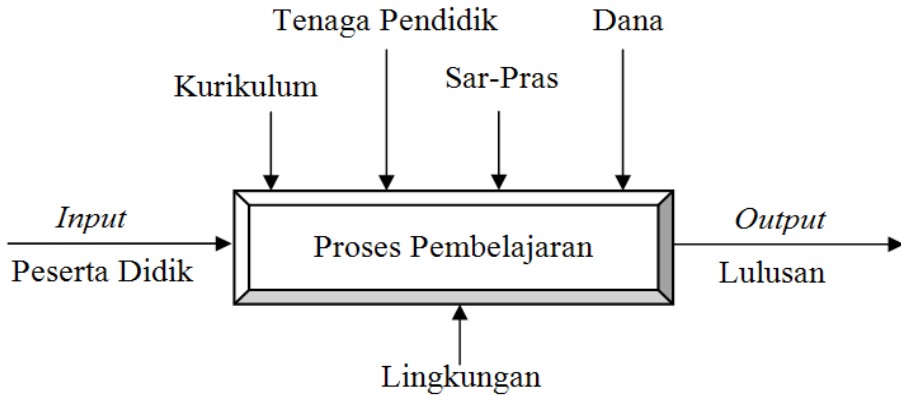 Tenaga Pendidik
Dana
Kurikulum
Sar-Pras
Input
Peserta Didik
Proses Pembelajaran
Output
Lulusan
Lingkungan